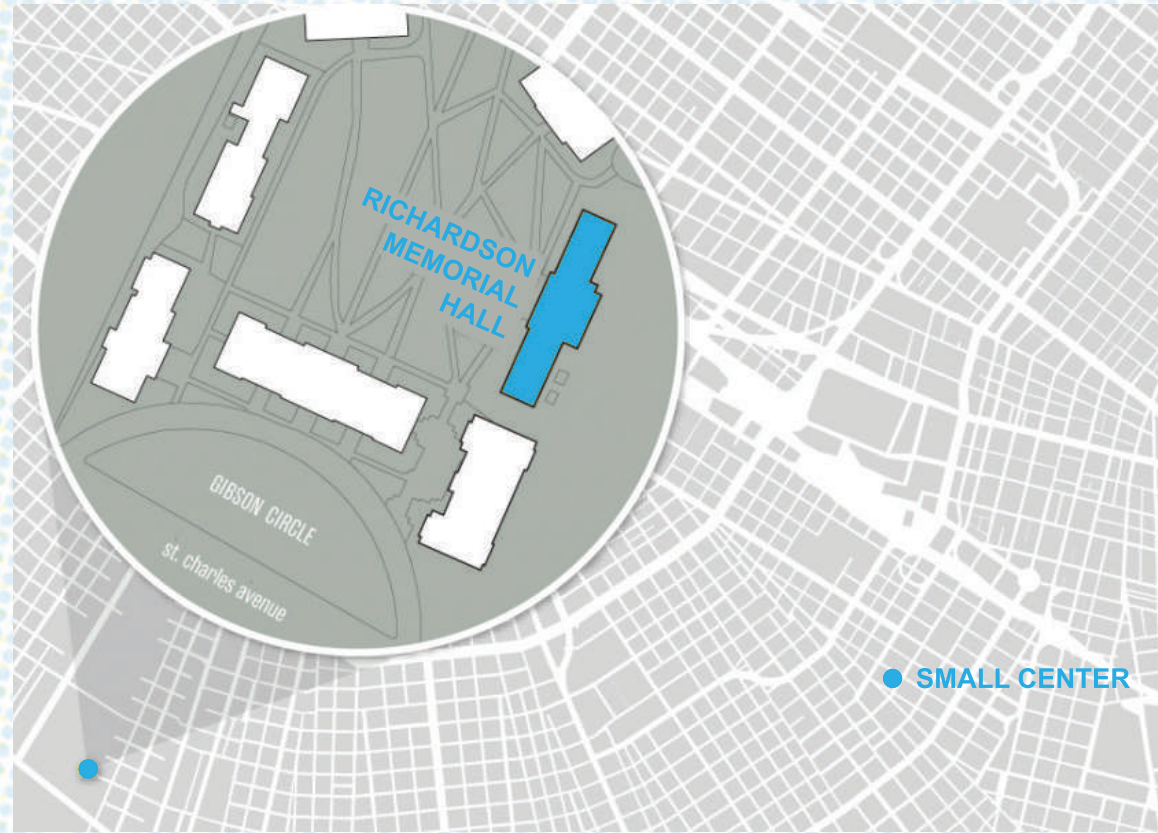 RICHARDSON
MEMORIAL
HALL
GIBSON CIRCLE
st. charles avenue
SMALL CENTER